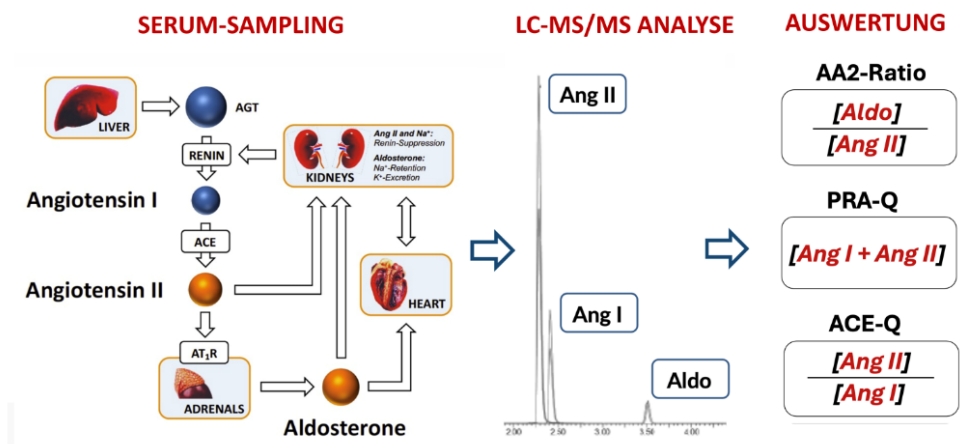 SERUM-SAMPLING
LIVER
AGT
RENIN
Ang II and Na⁺:
Renin-Suppression
Aldosterone:
Na⁺-Retention
K⁺-Excretion
KIDNEYS
Angiotensin I
ACE
Angiotensin II
HEART
AT₁R
ADRENALS
Aldosterone
LC-MS/MS ANALYSE
Ang II
Ang I
Aldo
2.00 2.50 3.00 3.50 4.00
AUSWERTUNG
AA2-Ratio
[Aldo]
[Ang II]
PRA-Q
[Ang I + Ang II]
ACE-Q
[Ang II]
[Ang I]